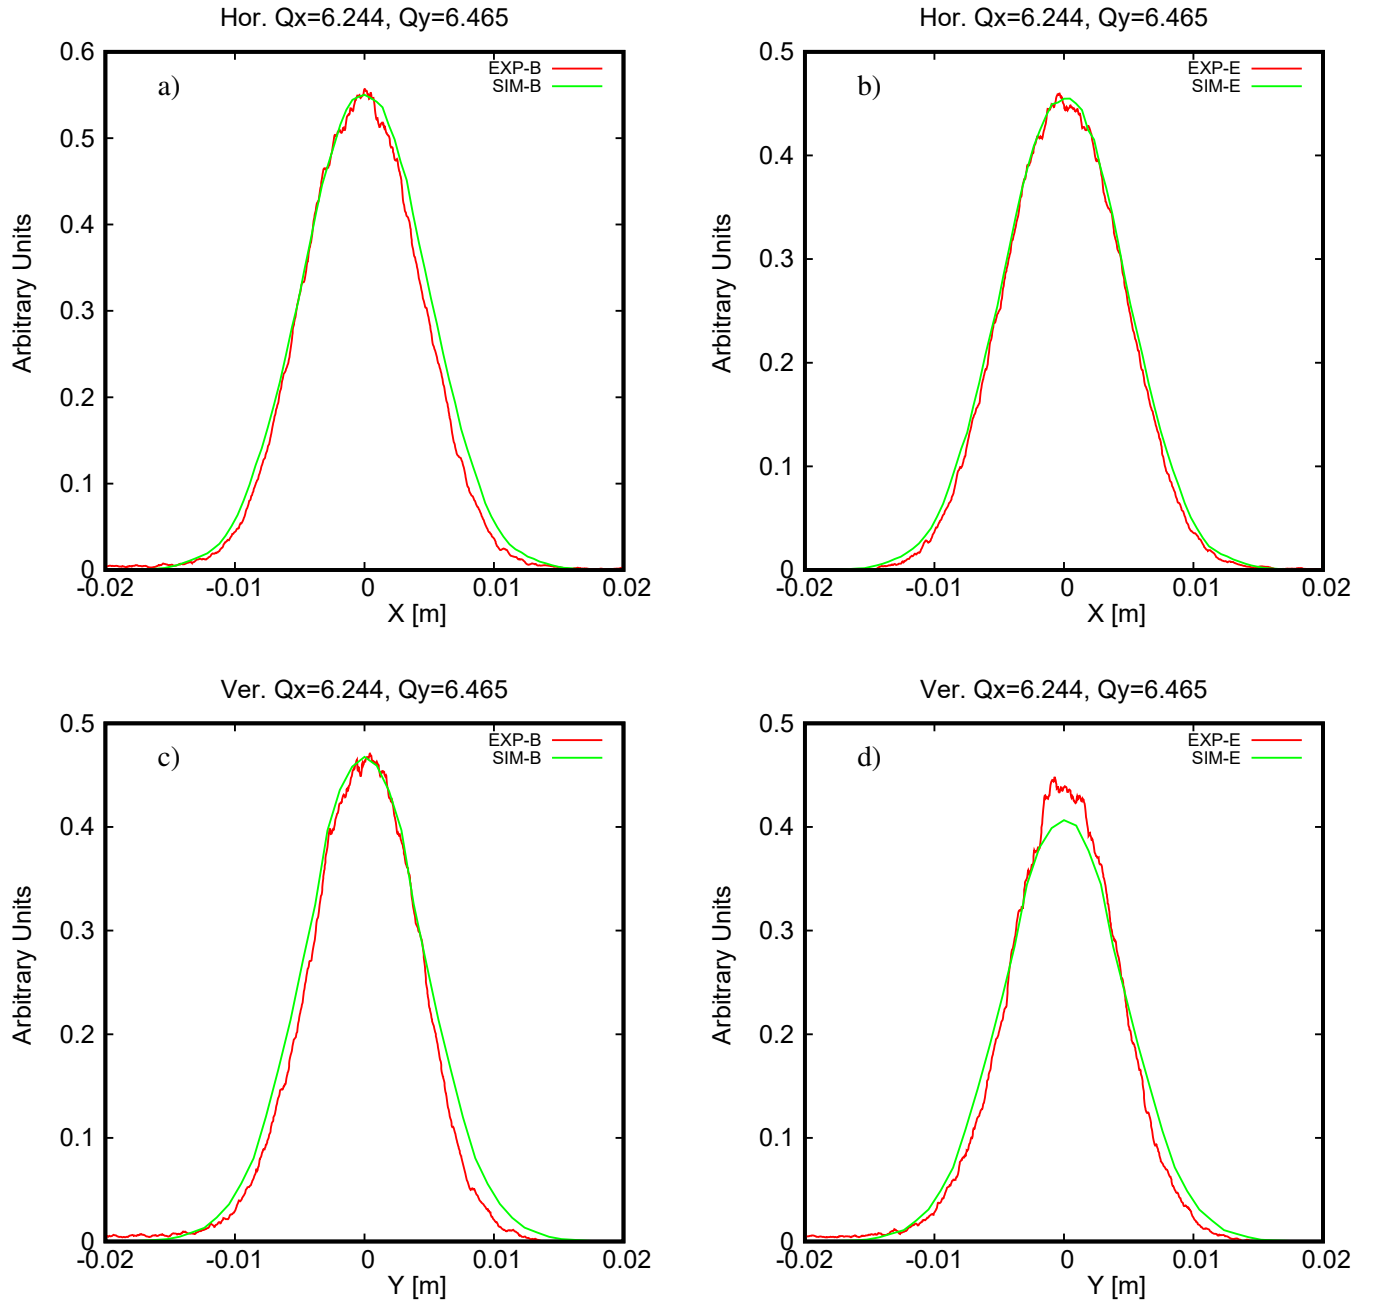 Hor. Qx=6.244, Qy=6.465
a)
EXP-B
SIM-B
Arbitrary Units
0.6
0.5
0.4
0.3
0.2
0.1
0
-0.02
-0.01
0
0.01
0.02
X [m]
Hor. Qx=6.244, Qy=6.465
b)
EXP-E
SIM-E
Arbitrary Units
0.5
0.4
0.3
0.2
0.1
0
-0.02
-0.01
0
0.01
0.02
X [m]
Ver. Qx=6.244, Qy=6.465
c)
EXP-B
SIM-B
Arbitrary Units
0.5
0.4
0.3
0.2
0.1
0
-0.02
-0.01
0
0.01
0.02
Y [m]
Ver. Qx=6.244, Qy=6.465
d)
EXP-E
SIM-E
Arbitrary Units
0.5
0.4
0.3
0.2
0.1
0
-0.02
-0.01
0
0.01
0.02
Y [m]